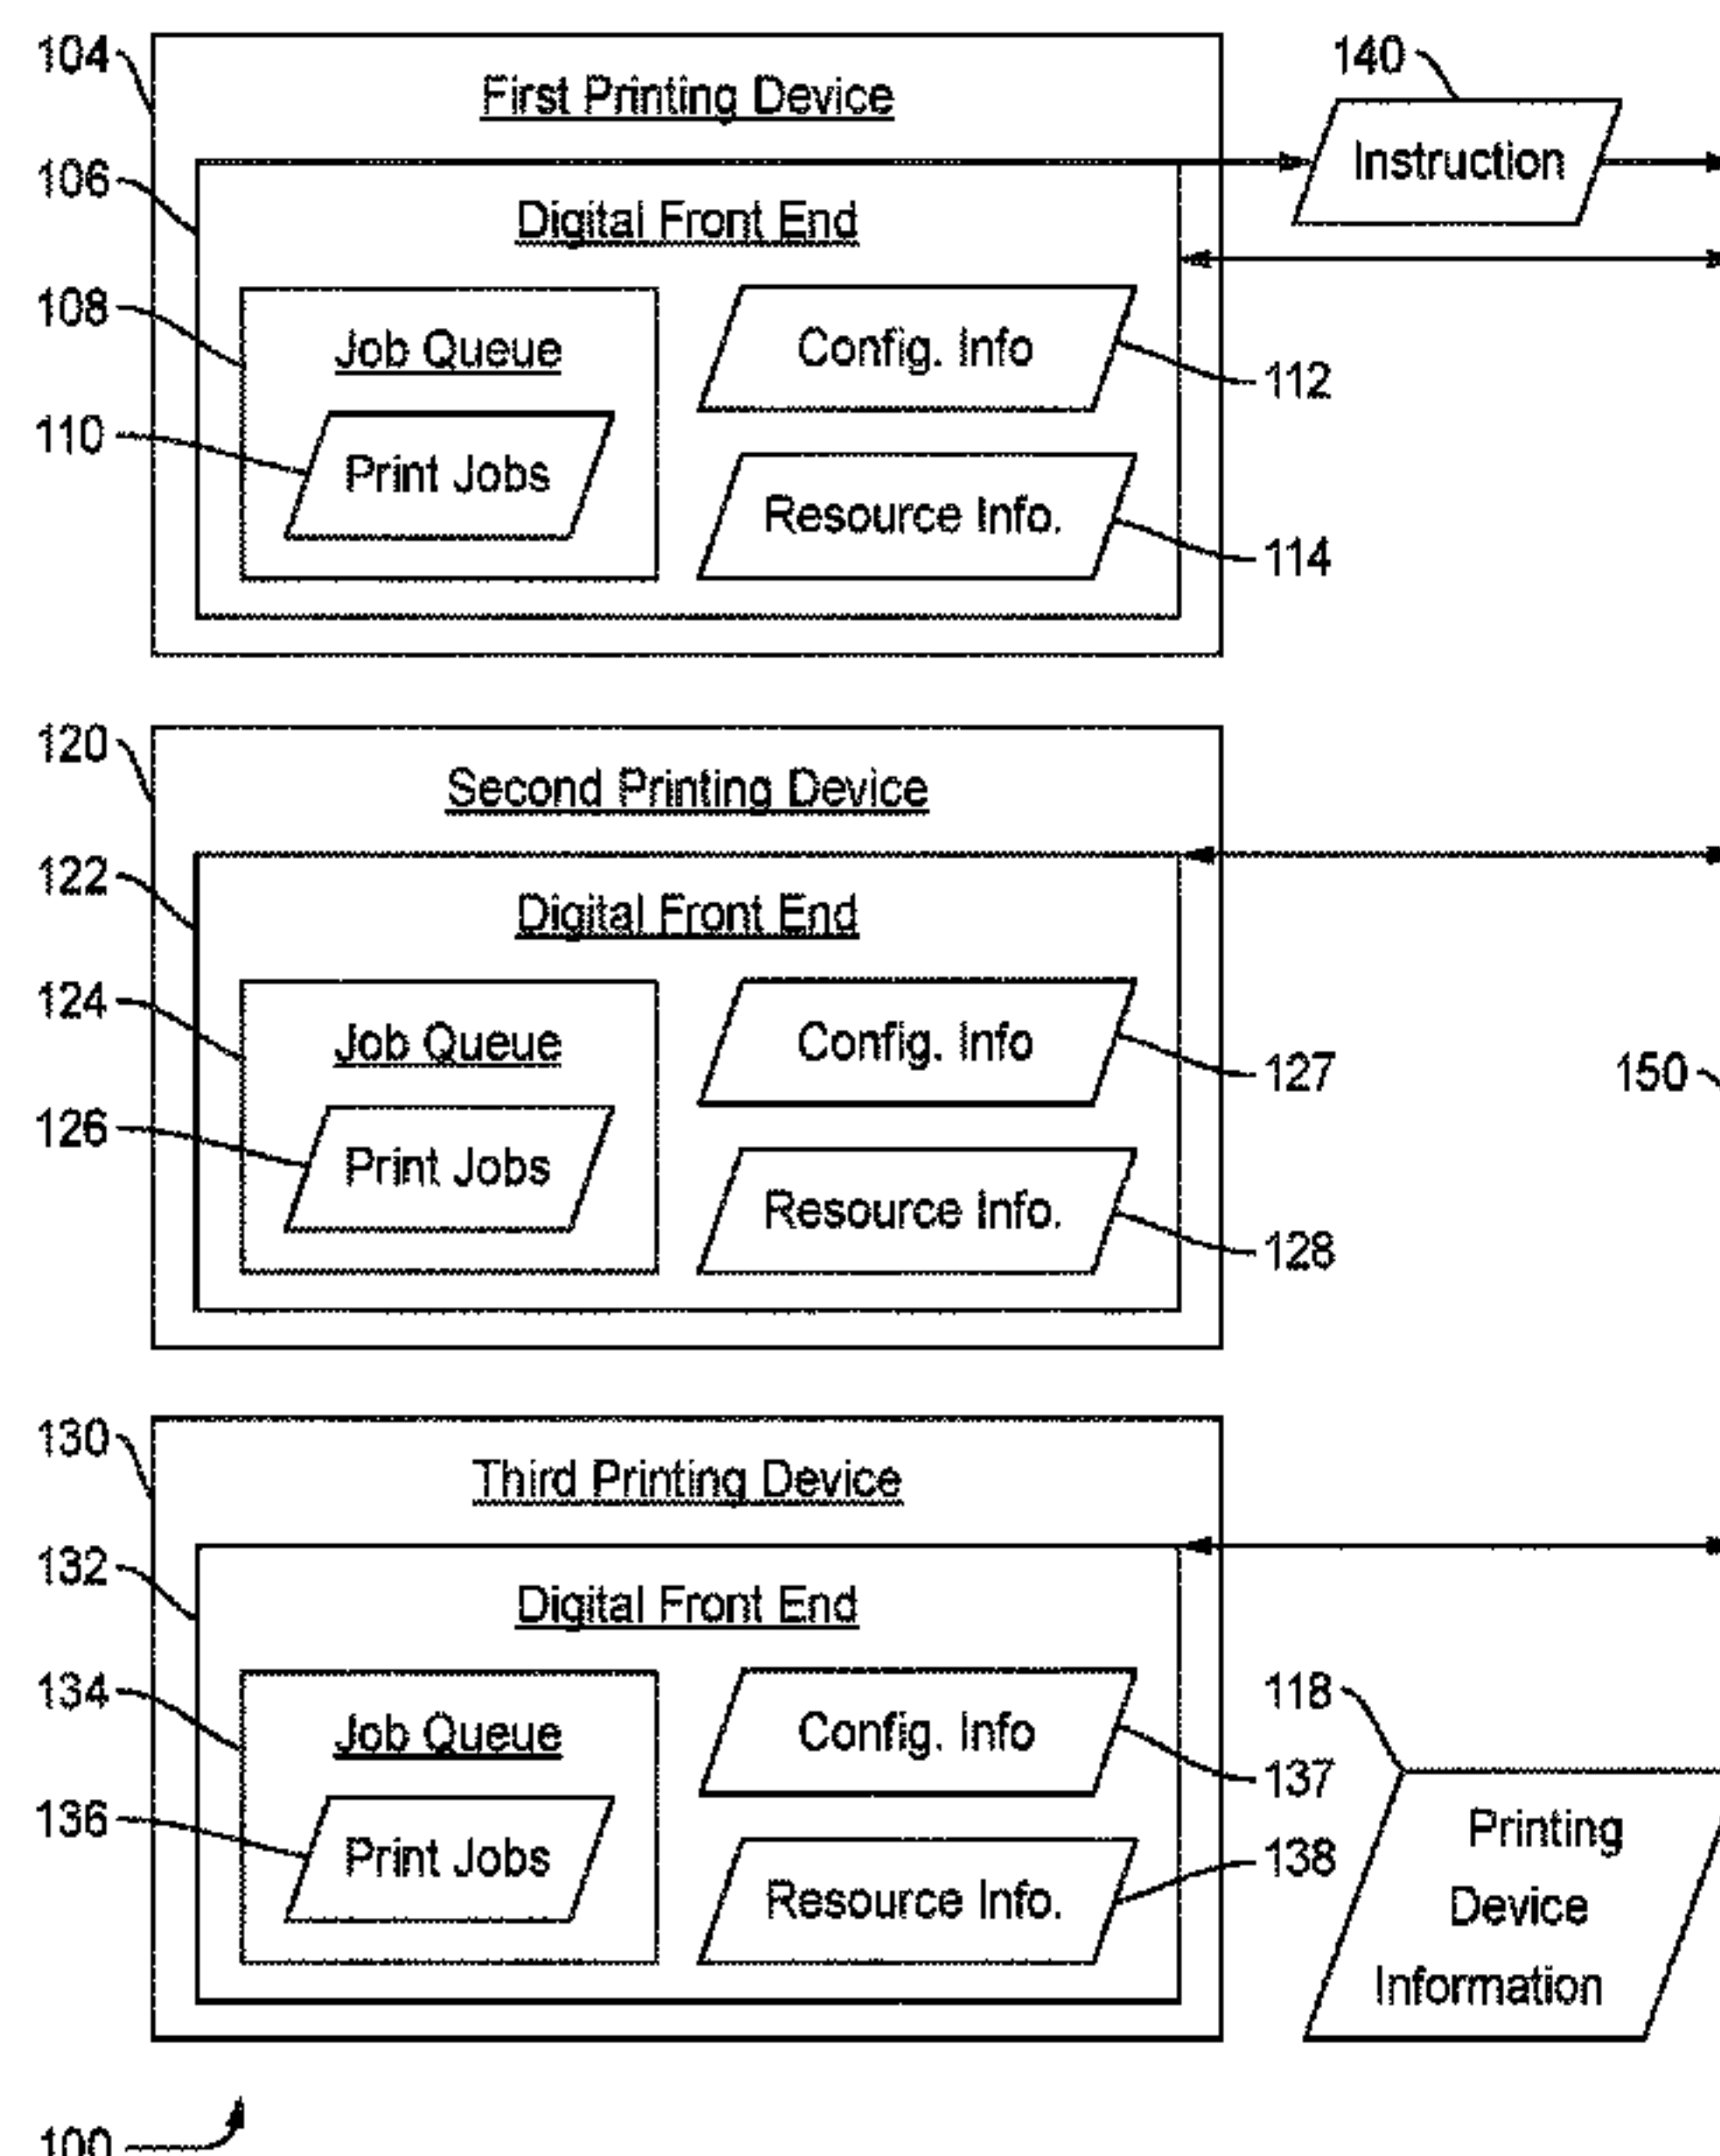 104
First Printing Device
140
Instruction
106
Digital Front End
108
Job Queue
Config. Info
112
110
Print Jobs
Resource Info.
114
120
Second Printing Device
122
Digital Front End
124
Job Queue
Config. Info
127
150
126
Print Jobs
Resource Info.
128
130
Third Printing Device
132
Digital Front End
134
Job Queue
Config. Info
118
137
136
Print Jobs
Resource Info.
138
Printing
Device
Information
100